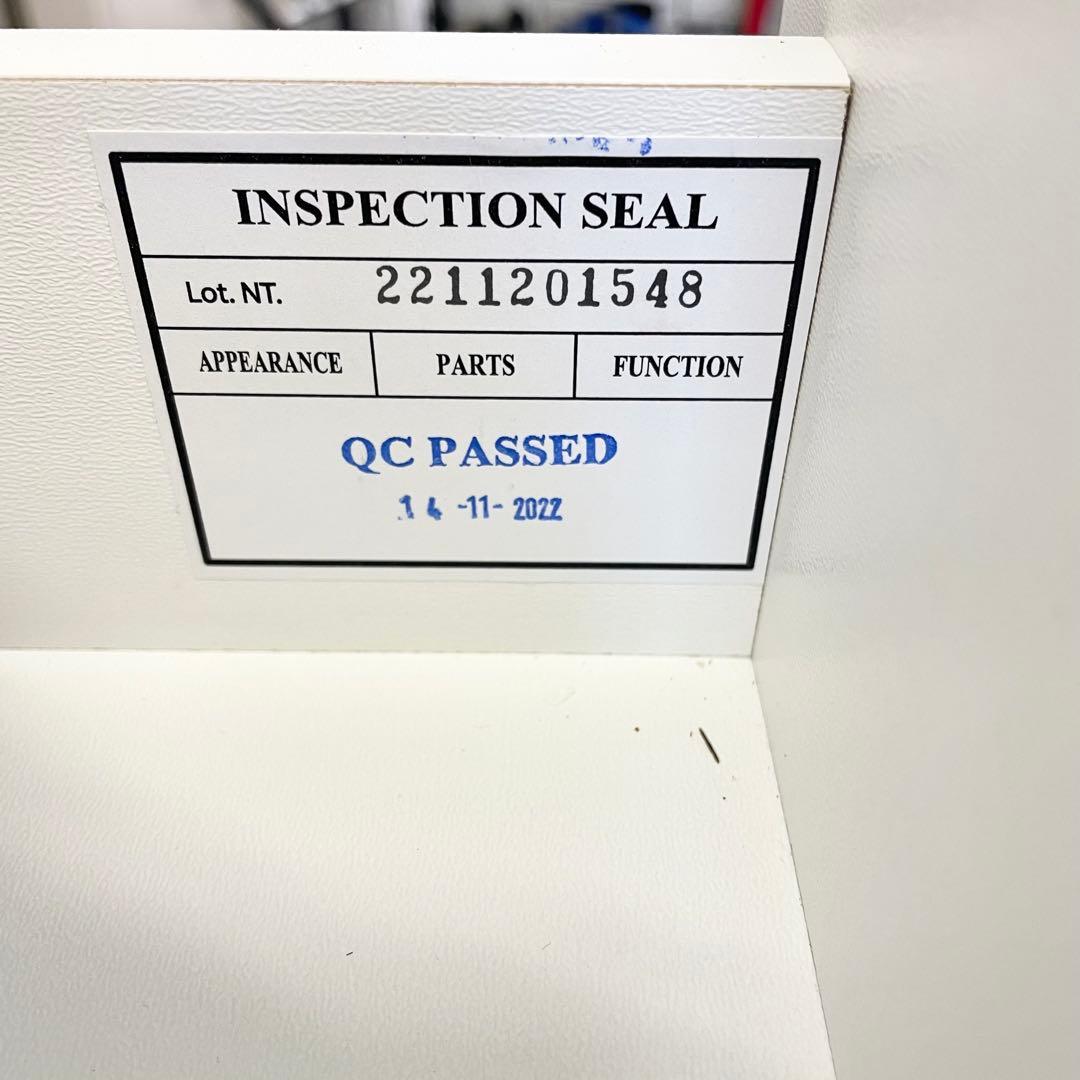 INSPECTION SEAL
Lot. NT. 2211201548
APPEARANCE PARTS FUNCTION
QC PASSED
14 -11- 2022